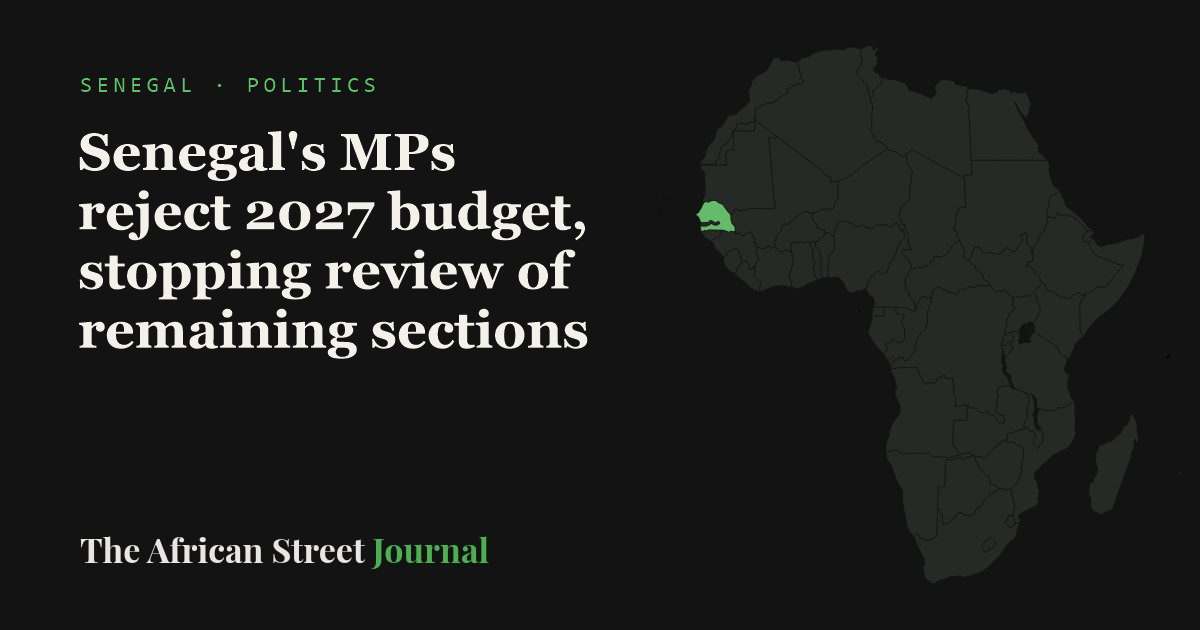 SENEGAL · POLITICS
Senegal's MPs
reject 2027 budget,
stopping review of
remaining sections
The African Street Journal